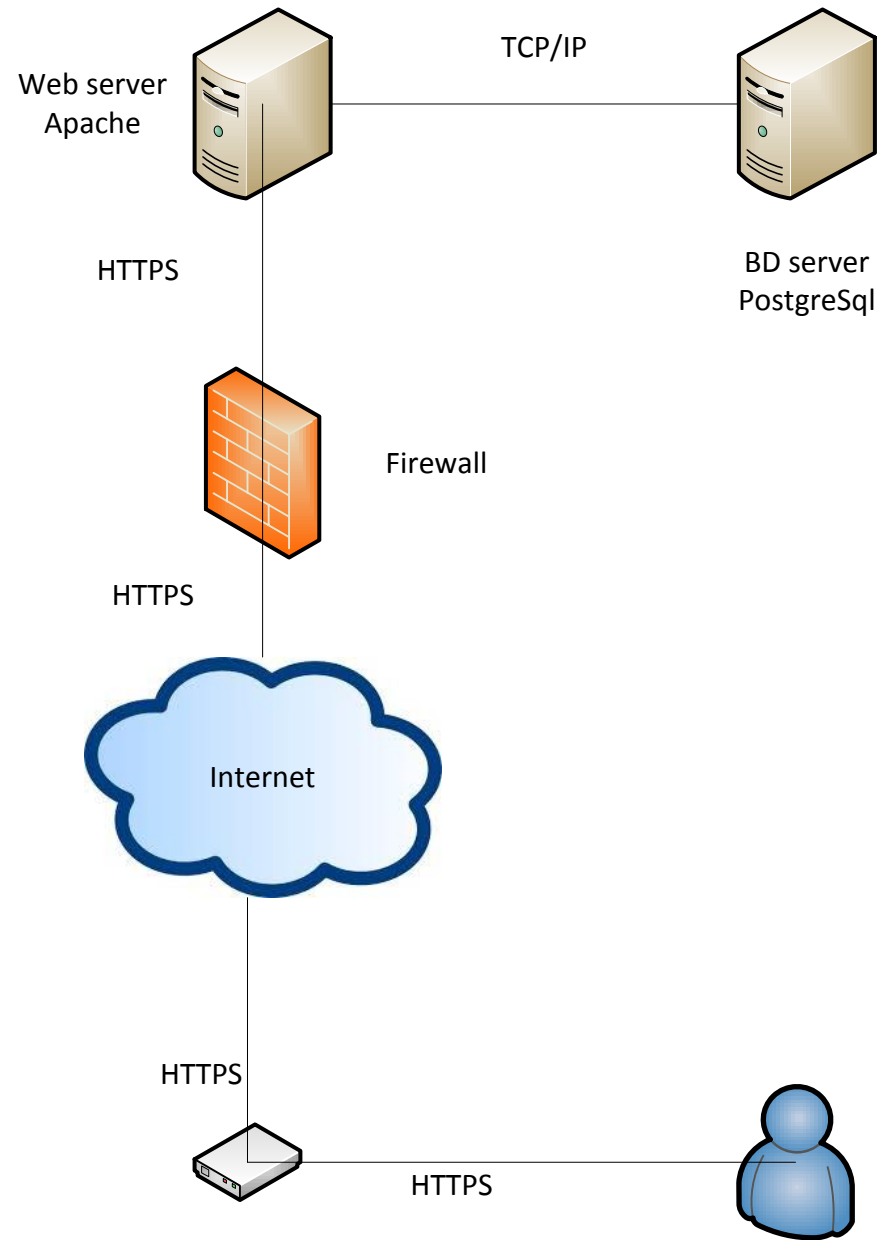 TCP/IP
Web server
Apache
HTTPS
BD server
PostgreSql
Firewall
HTTPS
Internet
HTTPS
HTTPS